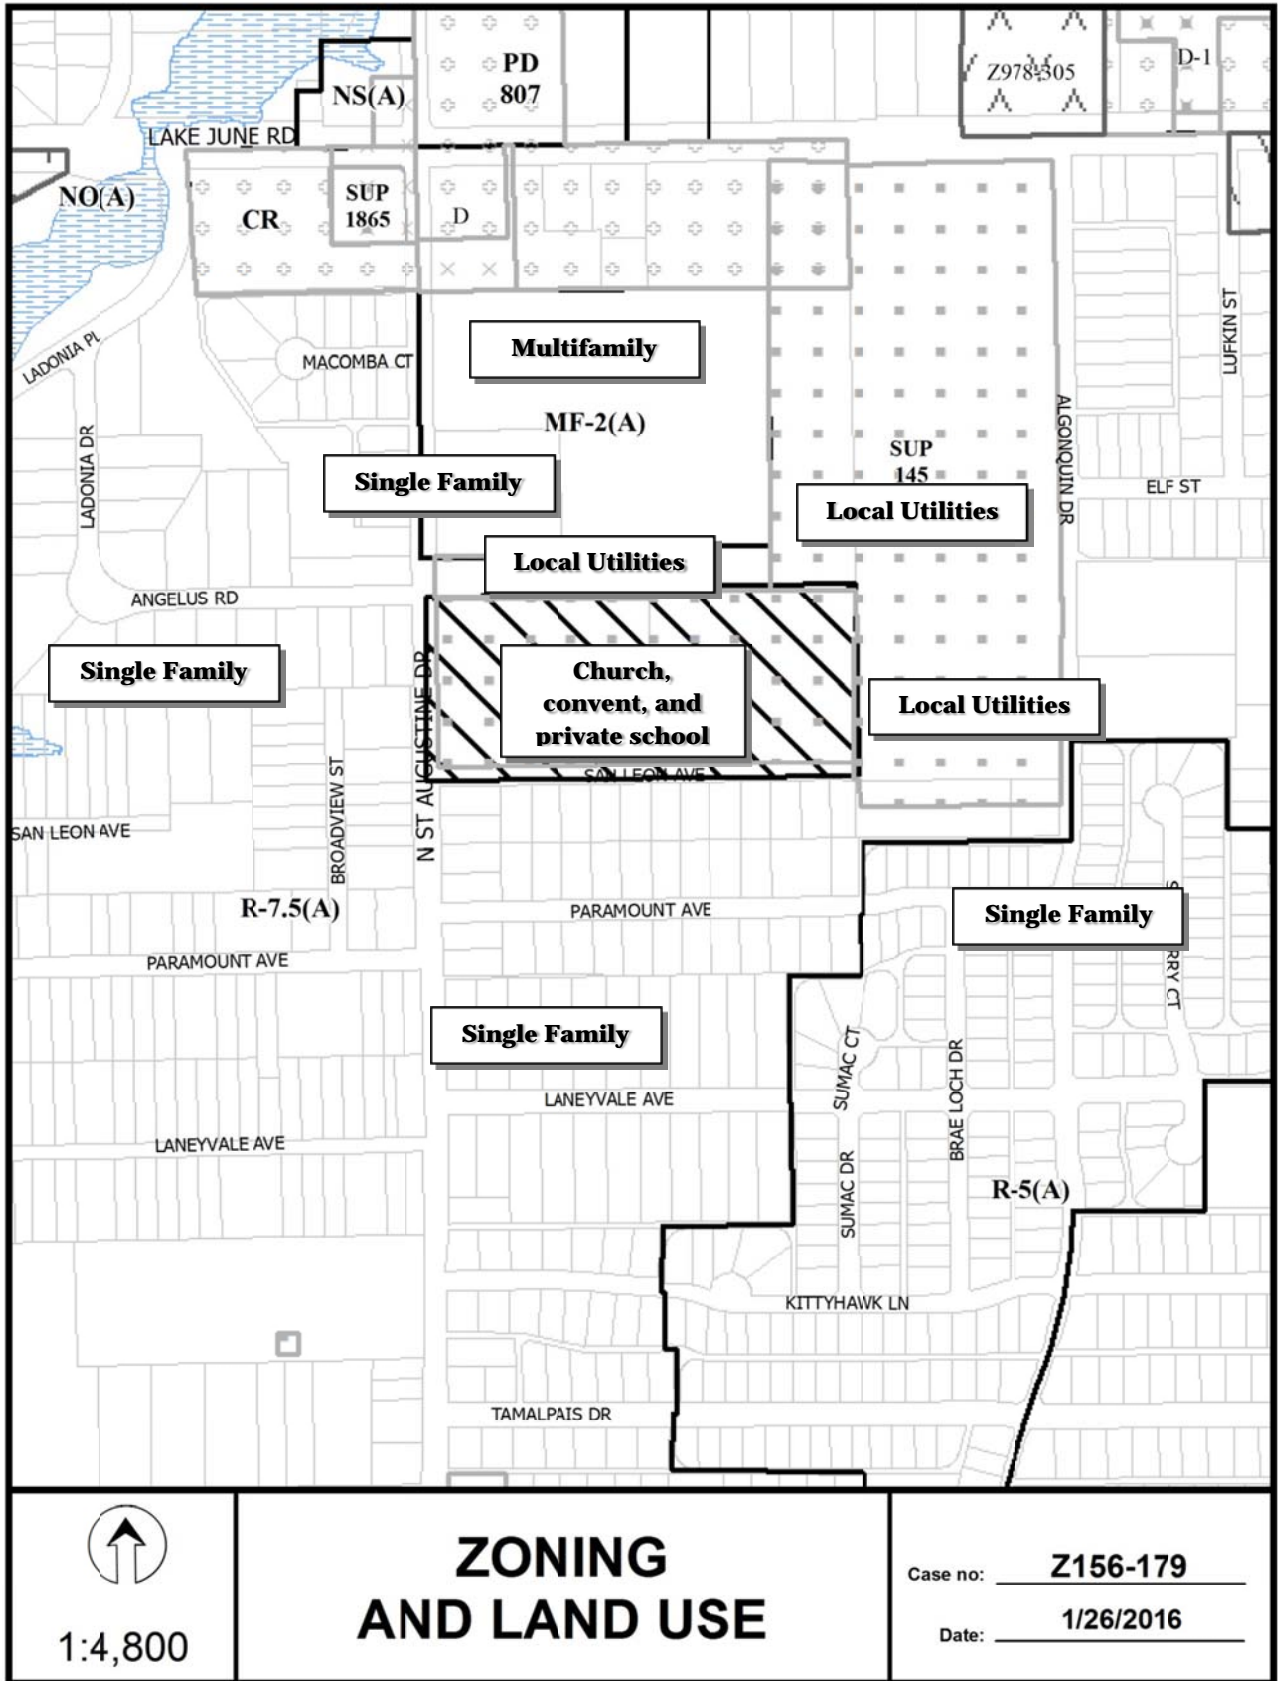 PD
807
Z978-305
D-1
NS(A)
LAKE JUNE RD
NO(A)
SUP
1865
CR
D
LADONIA PL
MACOMBA CT
Multifamily
MF-2(A)
LUFKIN ST
ALGONQUIN DR
LADONIA DR
Single Family
SUP
145
Local Utilities
ELF ST
Local Utilities
ANGELUS RD
Single Family
Church,
convent, and
private school
Local Utilities
N ST AUGUSTINE DR
SAN LEON AVE
BROADVIEW ST
SAN LEON AVE
R-7.5(A)
PARAMOUNT AVE
Single Family
RRY CT
PARAMOUNT AVE
Single Family
SUMAC CT
BRAE LOCH DR
LANEYVALE AVE
LANEYVALE AVE
SUMAC DR
R-5(A)
KITTYHAWK LN
TAMALPAIS DR
1:4,800
ZONING
AND LAND USE
Case no: Z156-179
Date: 1/26/2016